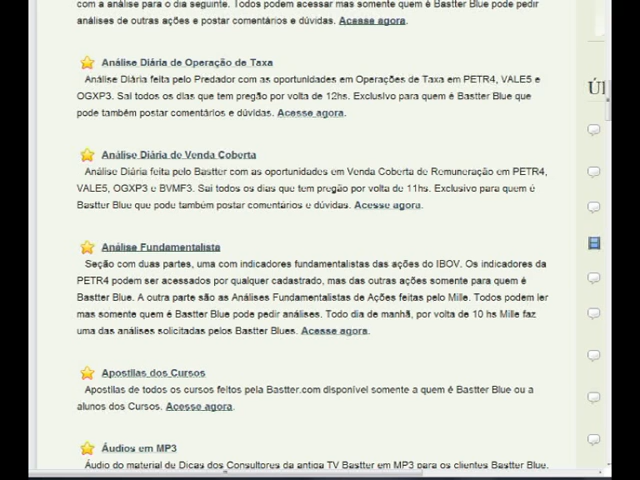 com a análise para o dia seguinte. Todos podem acessar mas somente quem é Bastter Blue pode pedir
análises de outras ações e postar comentários e dúvidas. Acesse agora.
Análise Diária de Operação de Taxa
Análise Diária feita pelo Predador com as oportunidades em Operações de Taxa em PETR4, VALE5 e
OGXP3. Sai todos os dias que tem pregão por volta de 12hs. Exclusivo para quem é Bastter Blue que
pode também postar comentários e dúvidas. Acesse agora.
Úl
Análise Diária de Venda Coberta
Análise Diária feita pelo Bastter com as oportunidades em Venda Coberta de Remuneração em PETR4,
VALE5, OGXP3 e BVMF3. Sai todos os dias que tem pregão por volta de 11hs. Exclusivo para quem é
Bastter Blue que pode também postar comentários e dúvidas. Acesse agora.
Análise Fundamentalista
Seção com duas partes, uma com indicadores fundamentalistas das ações do IBOV. Os indicadores da
PETR4 podem ser acessados por qualquer cadastrado, mas das outras ações somente para quem é
Bastter Blue. A outra parte são as Análises Fundamentalistas de Ações feitas pelo Mille. Todos podem ler
mas somente quem é Bastter Blue pode pedir análises. Todo dia de manhã, por volta de 10 hs Mille faz
uma das análises solicitadas pelos Bastter Blues. Acesse agora.
Apostilas dos Cursos
Apostilas de todos os cursos feitos pela Bastter.com disponível somente a quem é Bastter Blue ou a
alunos dos Cursos. Acesse agora.
Áudios em MP3
Áudio do material de Dicas dos Consultores da antiga TV Bastter em MP3 para os clientes Bastter Blue.